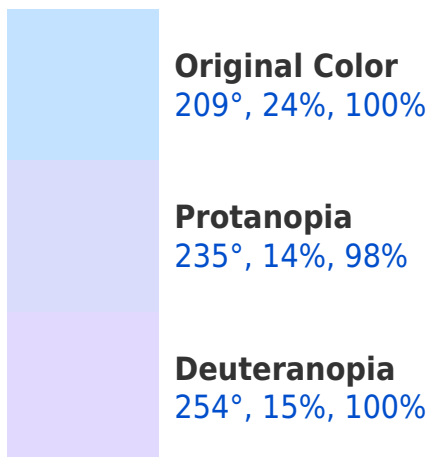 Original Color
209°, 24%, 100%
Protanopia
235°, 14%, 98%
Deuteranopia
254°, 15%, 100%